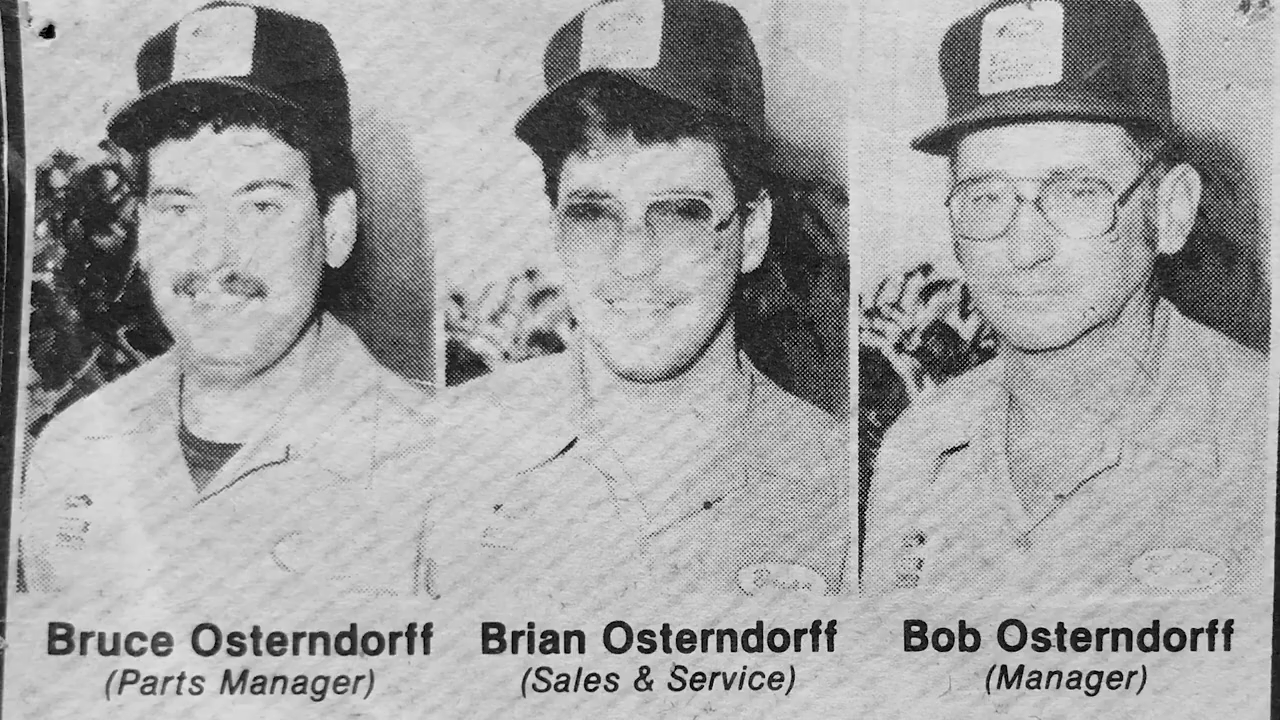 Bruce Osterndorff
(Parts Manager)
Brian Osterndorff
(Sales & Service)
Bob Osterndorff
(Manager)